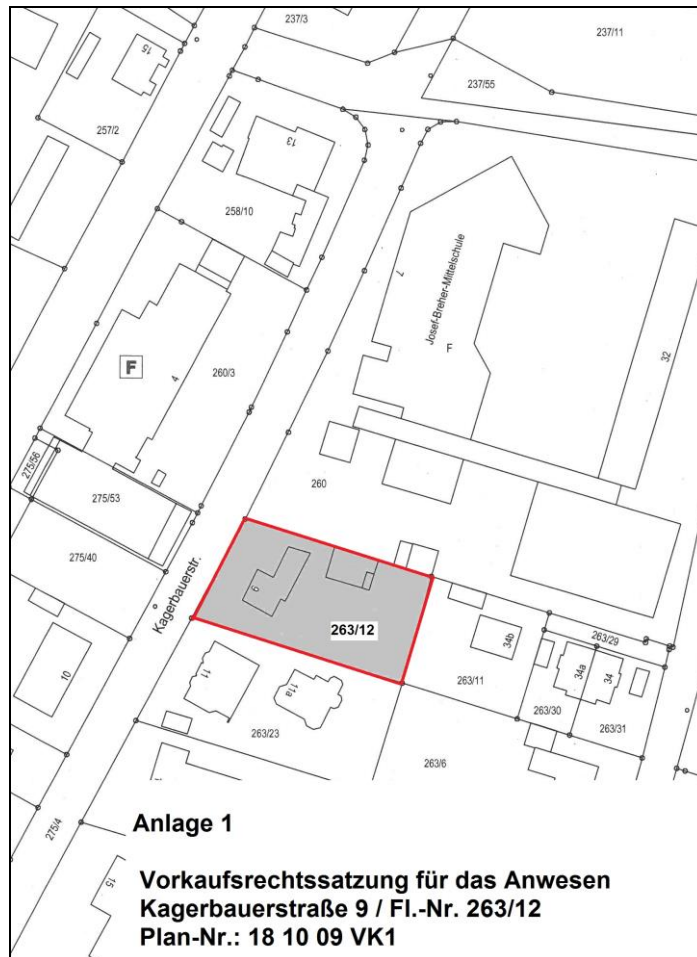 237/3
237/11
15
237/55
257/2
13
258/10
7
Josef-Breher-Mittelschule
F
32
F
4
260/3
275/56
275/53
260
275/40
Kagerbauerstr.
9
263/12
263/29
34b
34a
34
263/11
263/30
263/31
10
11
11a
263/23
263/6
275/4
15
Anlage 1
Vorkaufsrechtssatzung für das Anwesen
Kagerbauerstraße 9 / Fl.-Nr. 263/12
Plan-Nr.: 18 10 09 VK1